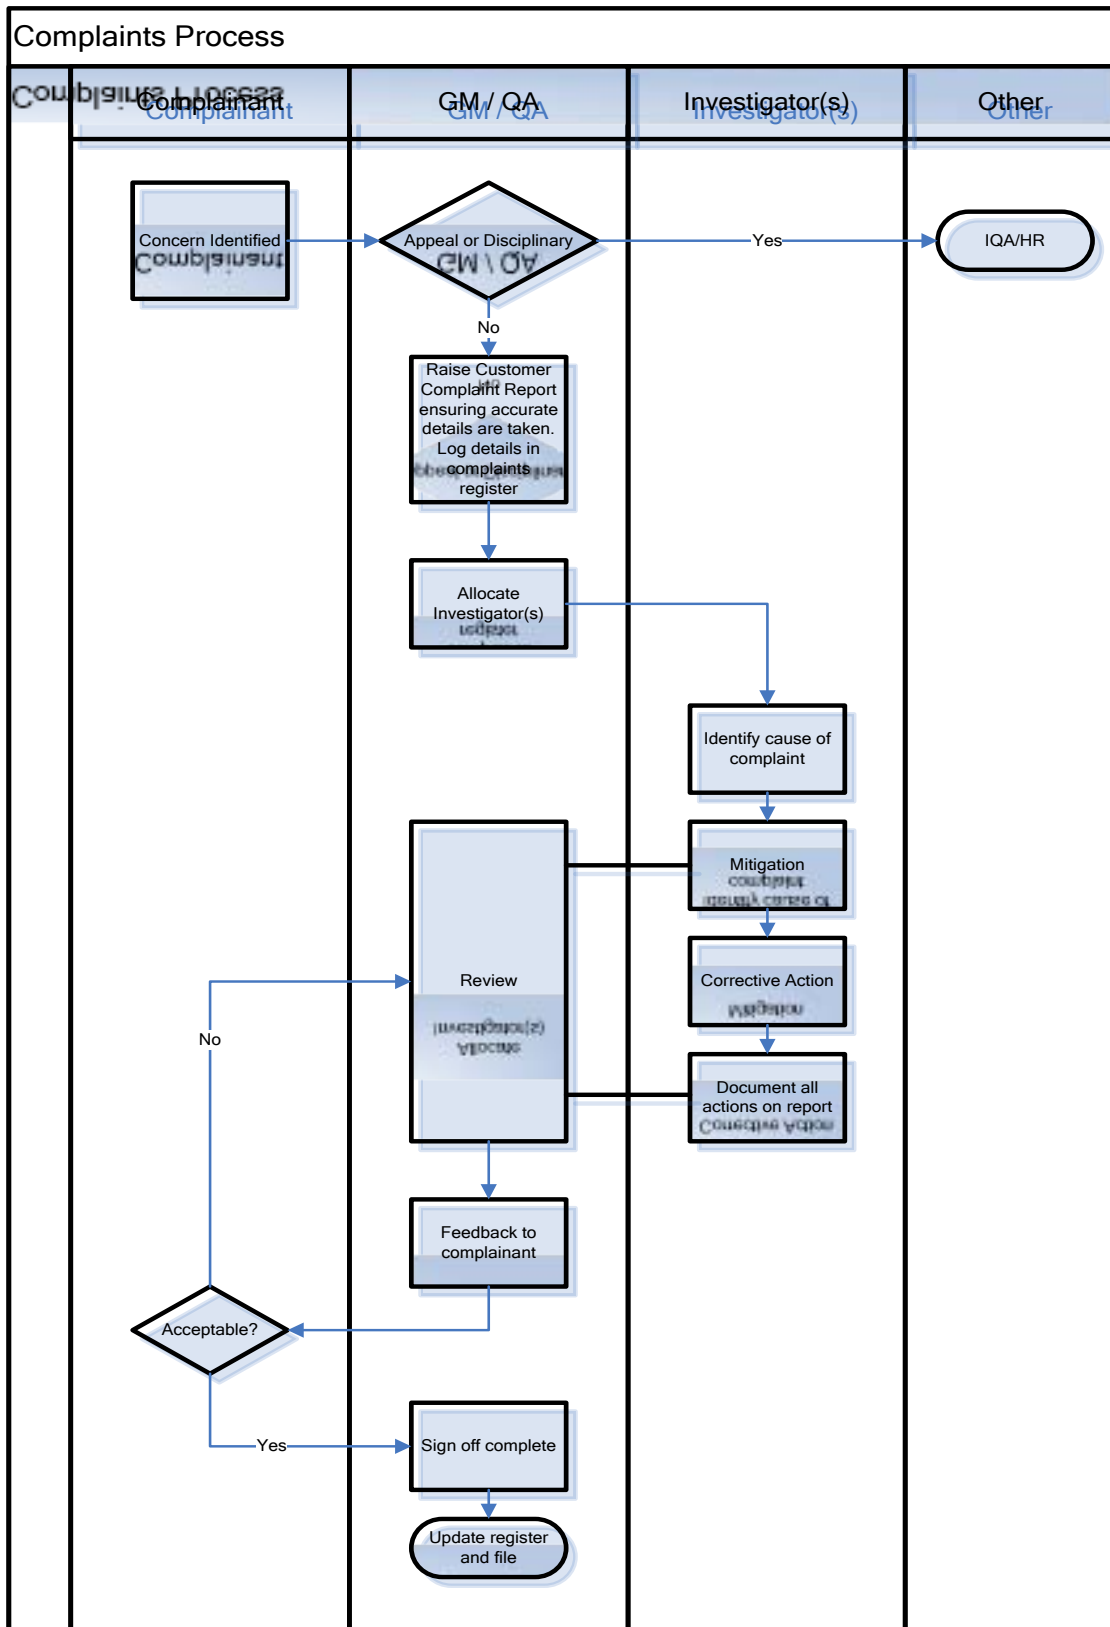 Complaints Process
Complainant
GM / QA
Investigator(s)
Other
Concern Identified
Appeal or Disciplinary
Yes
IQA/HR
No
Raise Customer
Complaint Report
ensuring accurate
details are taken.
Log details in
complaints
register
Allocate
Investigator(s)
Identify cause of
complaint
Mitigation
Review
Corrective Action
No
Document all
actions on report
Feedback to
complainant
Acceptable?
Yes
Sign off complete
Update register
and file